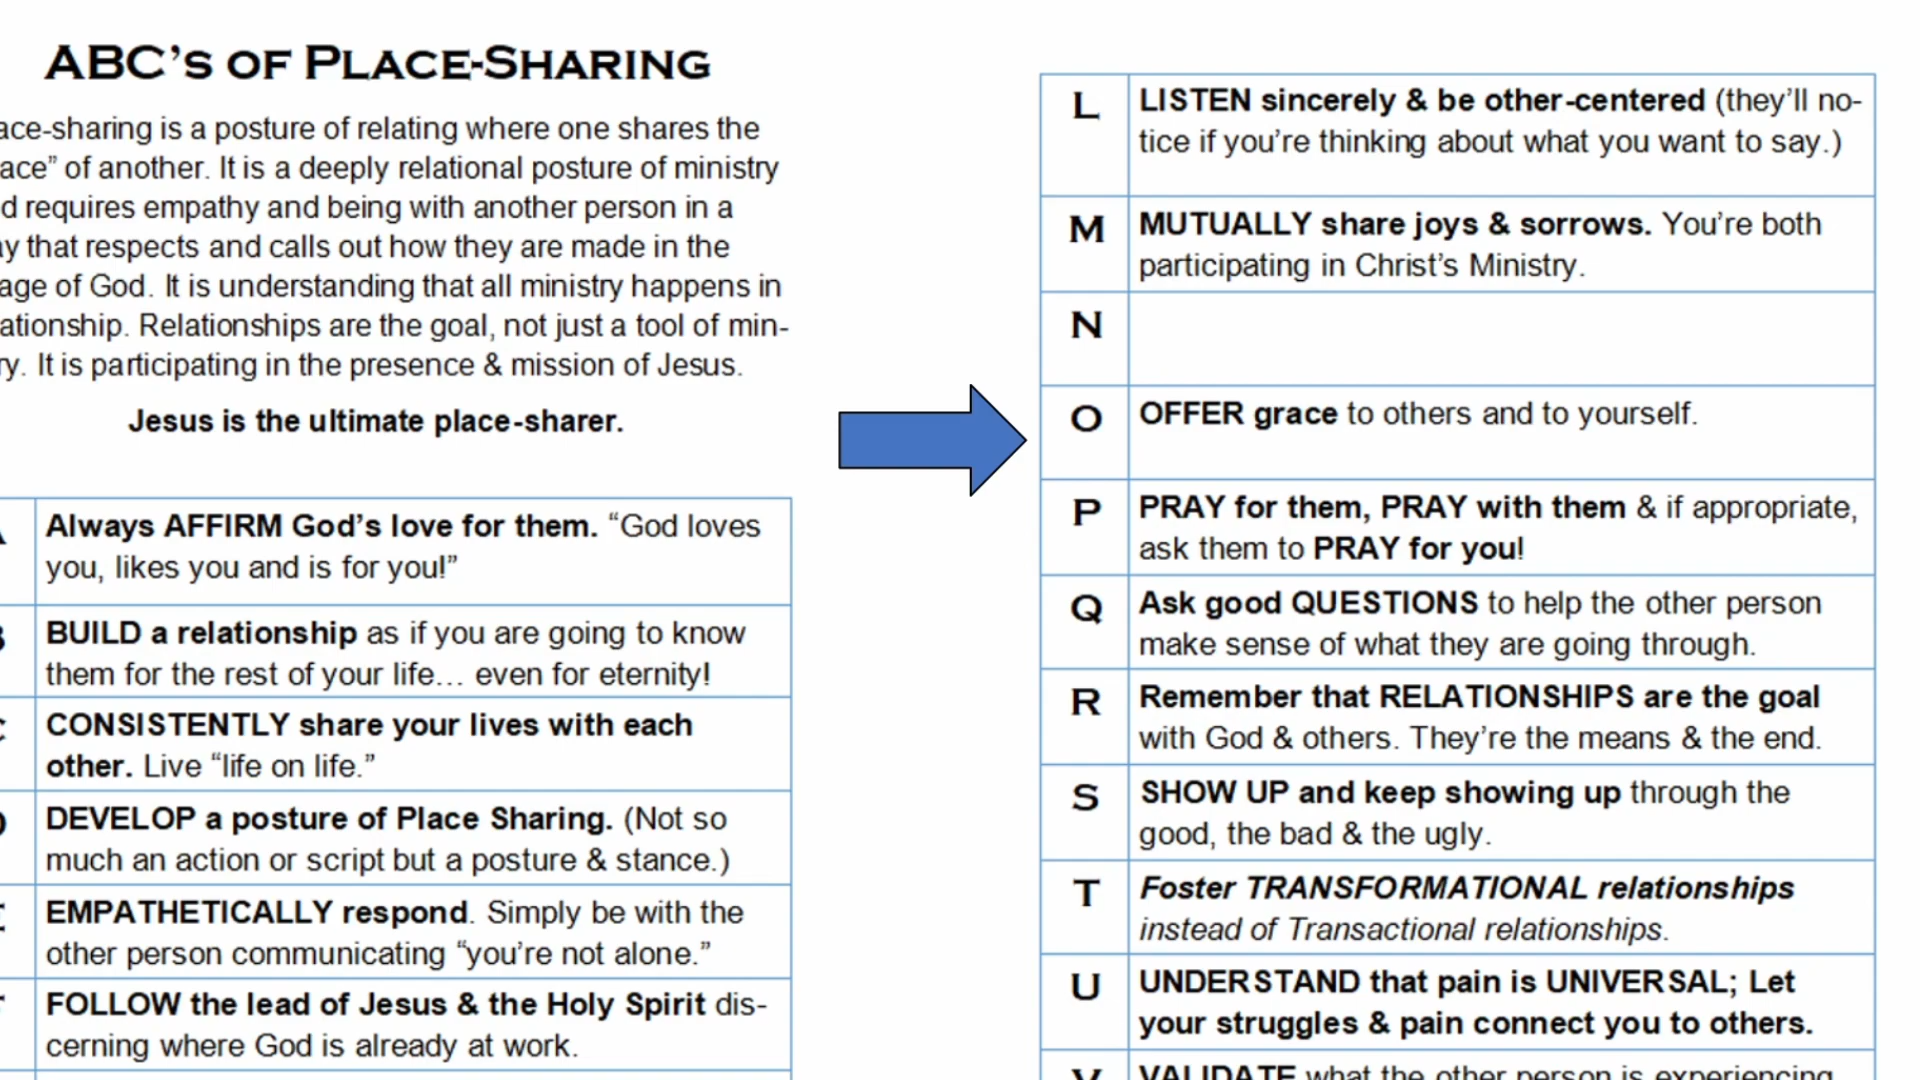 ABC's of Place-Sharing
ace-sharing is a posture of relating where one shares the
ace” of another. It is a deeply relational posture of ministry
d requires empathy and being with another person in a
ay that respects and calls out how they are made in the
age of God. It is understanding that all ministry happens in
ationship. Relationships are the goal, not just a tool of min-
ry. It is participating in the presence & mission of Jesus.
Jesus is the ultimate place-sharer.
Always AFFIRM God's love for them. “God loves
you, likes you and is for you!”
B BUILD a relationship as if you are going to know
them for the rest of your life… even for eternity!
C CONSISTENTLY share your lives with each
other. Live “life on life.”
D DEVELOP a posture of Place Sharing. (Not so
much an action or script but a posture & stance.)
E EMPATHETICALLY respond. Simply be with the
other person communicating “you're not alone.”
FOLLOW the lead of Jesus & the Holy Spirit dis-
cerning where God is already at work.
L LISTEN sincerely & be other-centered (they'll no-
tice if you're thinking about what you want to say.)
M MUTUALLY share joys & sorrows. You're both
participating in Christ's Ministry.
N
O OFFER grace to others and to yourself.
P PRAY for them, PRAY with them & if appropriate,
ask them to PRAY for you!
Q Ask good QUESTIONS to help the other person
make sense of what they are going through.
R Remember that RELATIONSHIPS are the goal
with God & others. They're the means & the end.
S SHOW UP and keep showing up through the
good, the bad & the ugly.
T Foster TRANSFORMATIONAL relationships
instead of Transactional relationships.
U UNDERSTAND that pain is UNIVERSAL; Let
your struggles & pain connect you to others.
V VALIDATE what the other person is experiencing